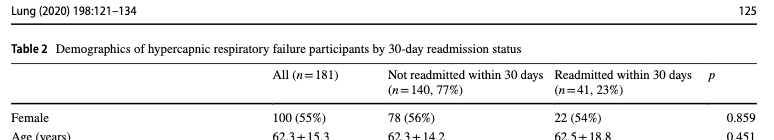 Lung (2020) 198:121–134 125
Table 2 Demographics of hypercapnic respiratory failure participants by 30-day readmission status
All (n=181) Not readmitted within 30 days (n=140, 77%) Readmitted within 30 days (n=41, 23%) p
Female 100 (55%) 78 (56%) 22 (54%) 0.859
Age (years) 62.3±15.3 62.3±14.2 62.5±18.8 0.451